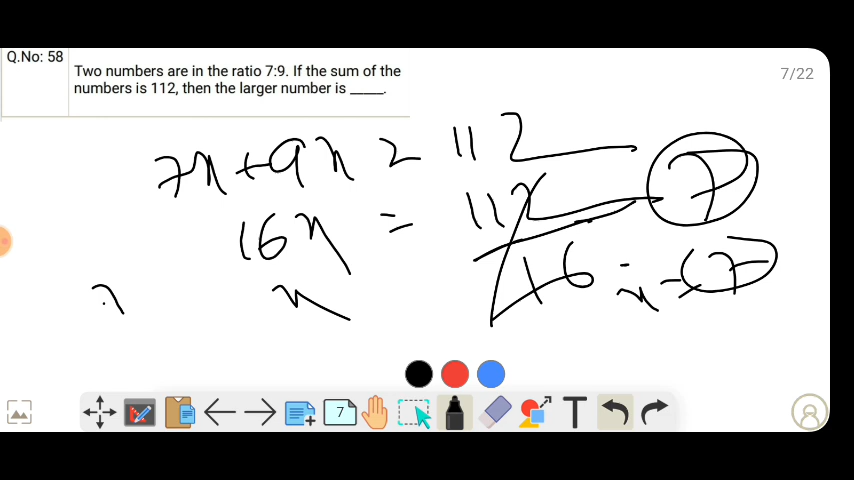 Q.No: 58
Two numbers are in the ratio 7:9. If the sum of the
numbers is 112, then the larger number is _____.
7/22
7x+9x = 112
7
16x = 112
16
x
x = 7
7
T